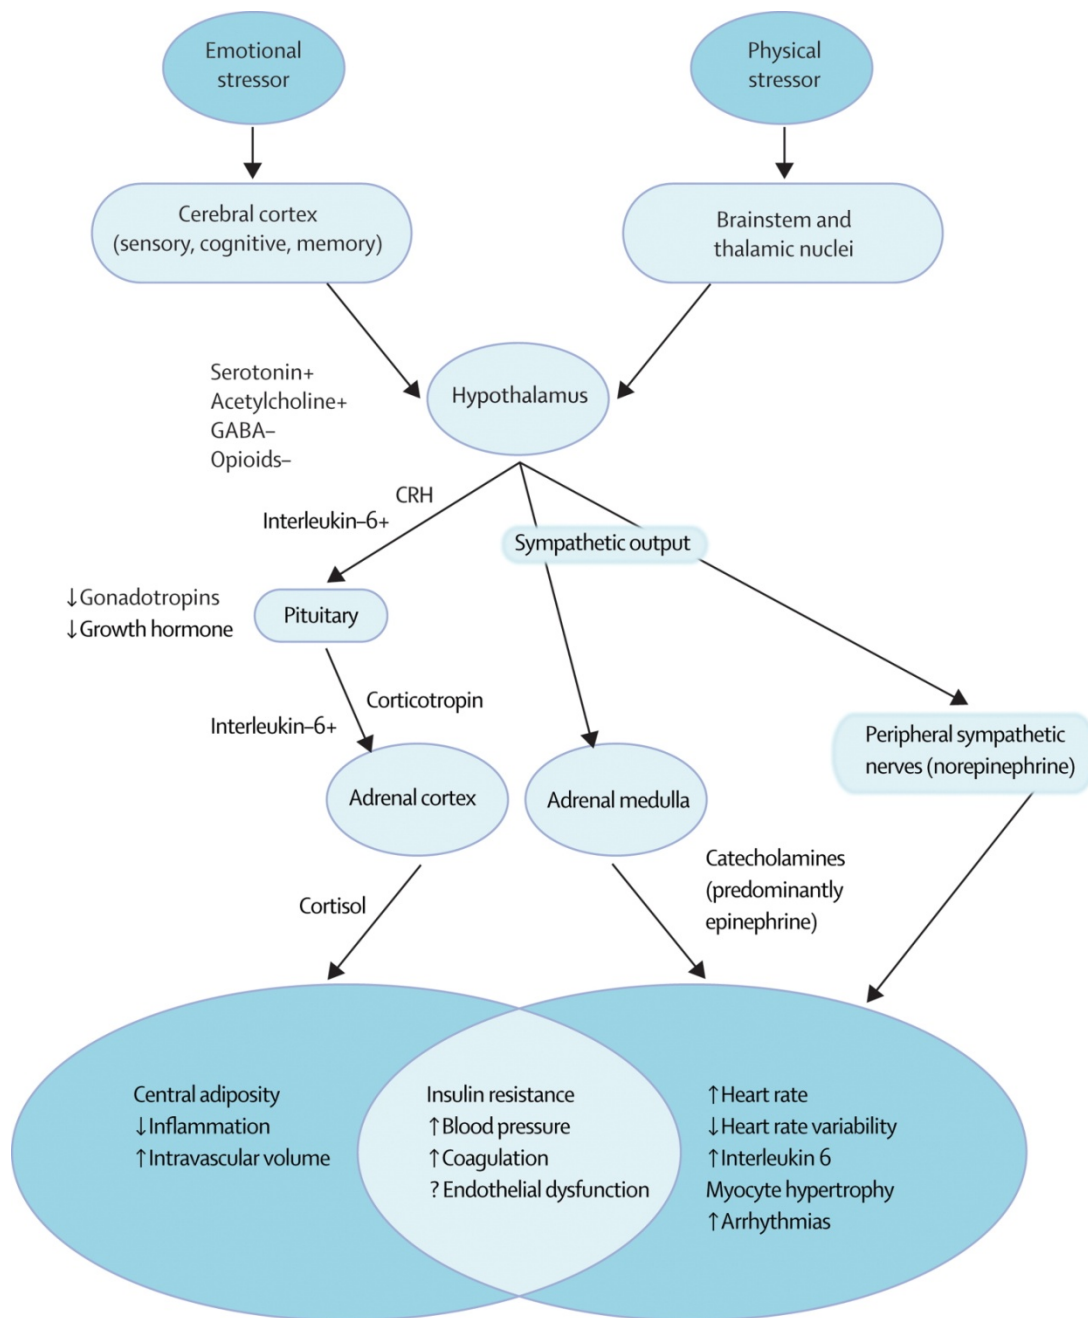 Emotional
stressor
Physical
stressor
Cerebral cortex
(sensory, cognitive, memory)
Brainstem and
thalamic nuclei
Serotonin+
Acetylcholine+
GABA–
Opioids–
Hypothalamus
CRH
Interleukin–6+
Sympathetic output
↓Gonadotropins
↓Growth hormone
Pituitary
Corticotropin
Interleukin–6+
Peripheral sympathetic
nerves (norepinephrine)
Adrenal cortex
Adrenal medulla
Cortisol
Catecholamines
(predominantly
epinephrine)
Central adiposity
↓Inflammation
↑Intravascular volume
Insulin resistance
↑Blood pressure
↑Coagulation
?Endothelial dysfunction
↑Heart rate
↓Heart rate variability
↑Interleukin 6
Myocyte hypertrophy
↑Arrhythmias